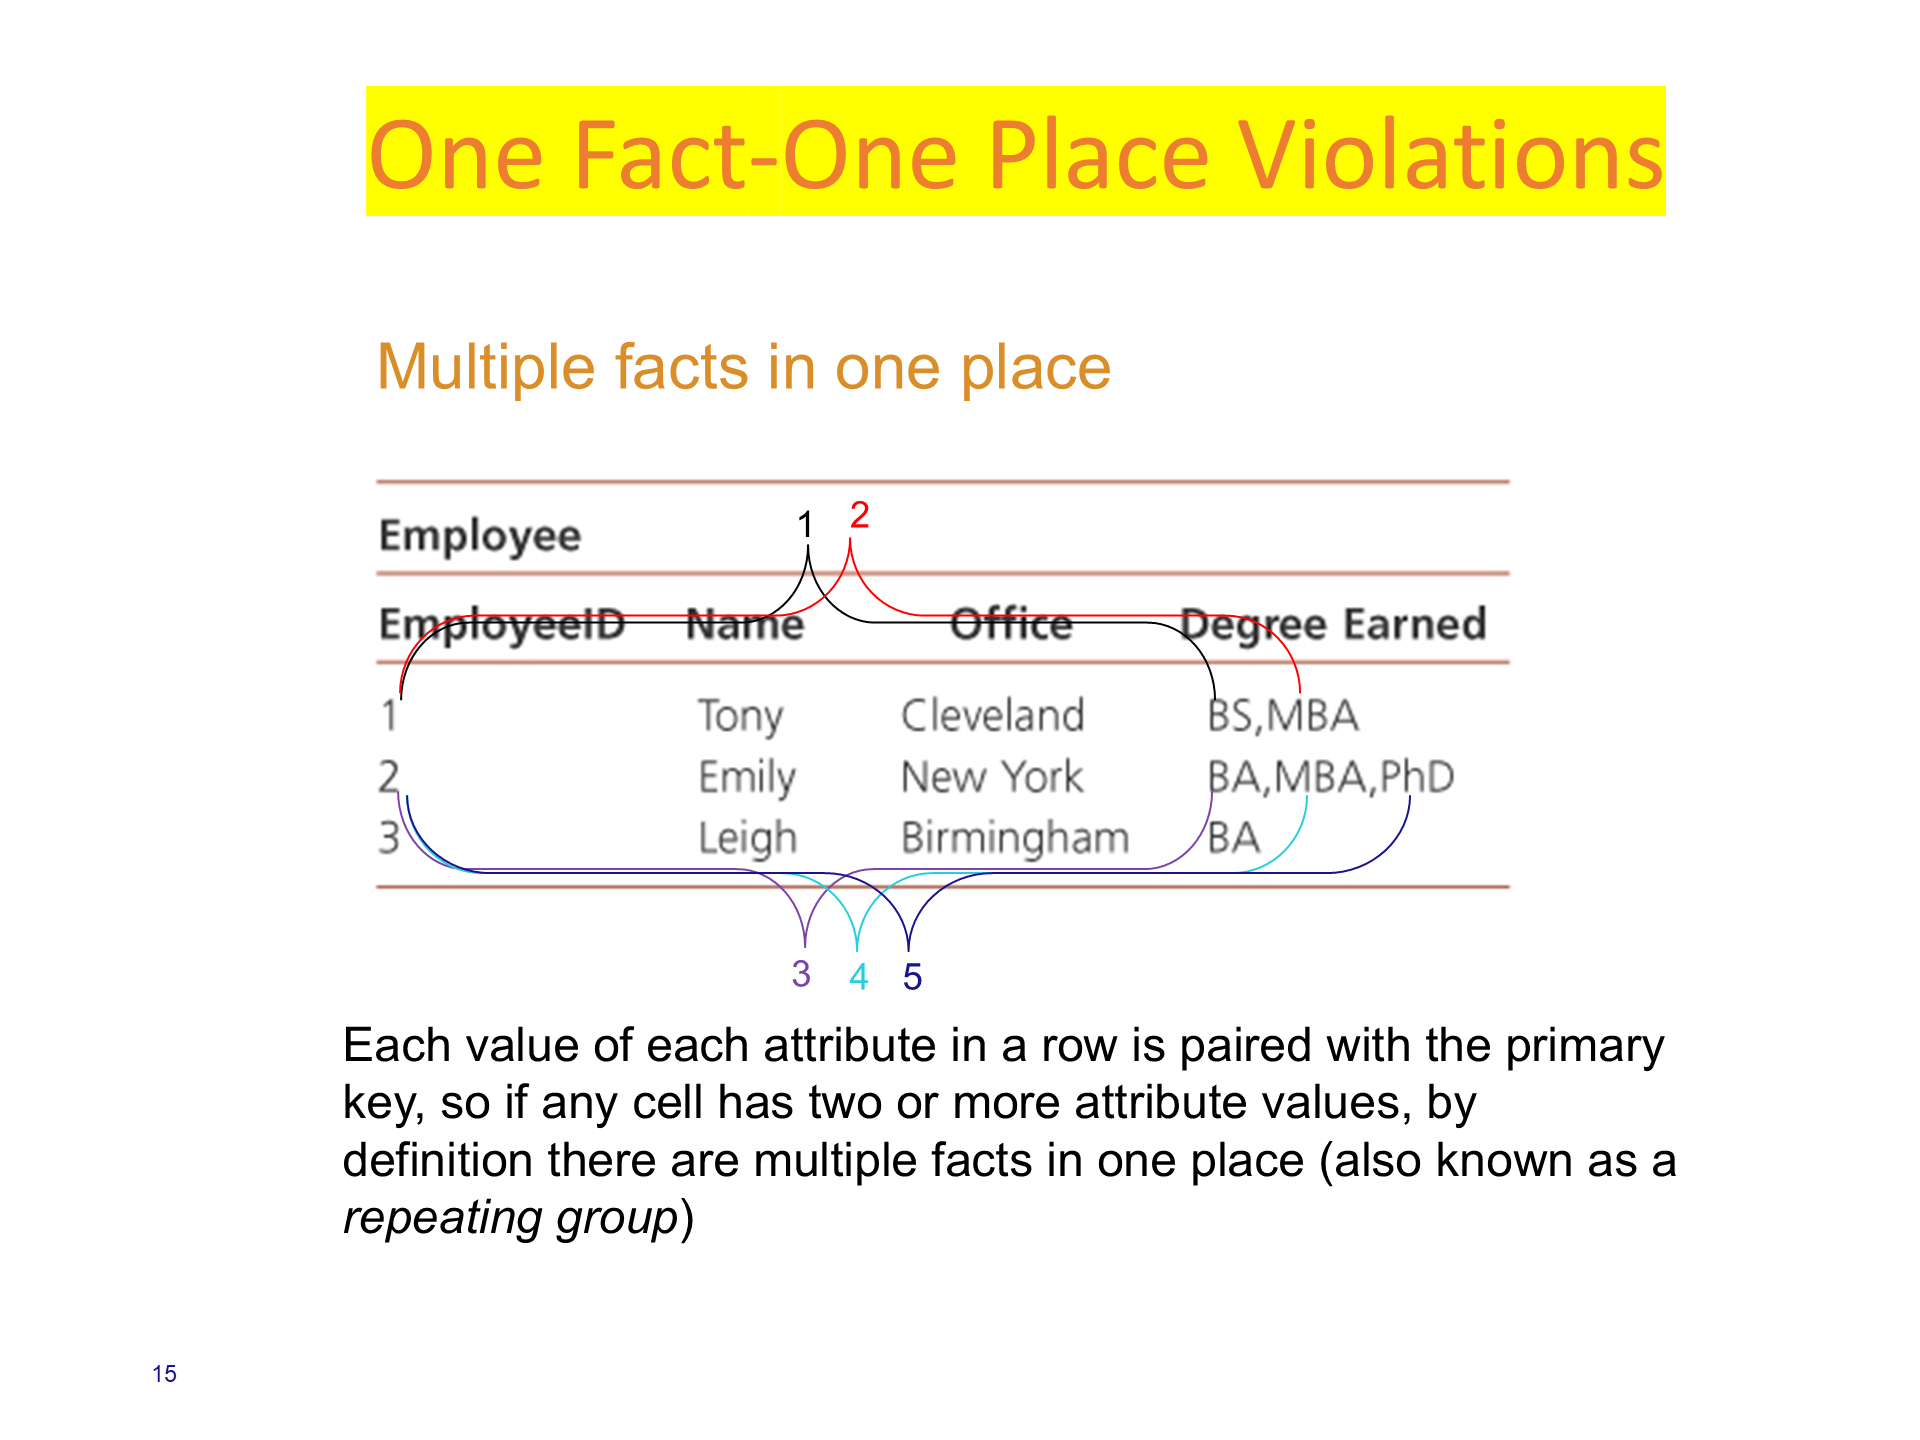 One Fact-One Place Violations
Multiple facts in one place
Employee
1 2
EmployeeID Name Office Degree Earned
1 Tony Cleveland BS,MBA
2 Emily New York BA,MBA,PhD
3 Leigh Birmingham BA
3 4 5
Each value of each attribute in a row is paired with the primary
key, so if any cell has two or more attribute values, by
definition there are multiple facts in one place (also known as a
repeating group)
15